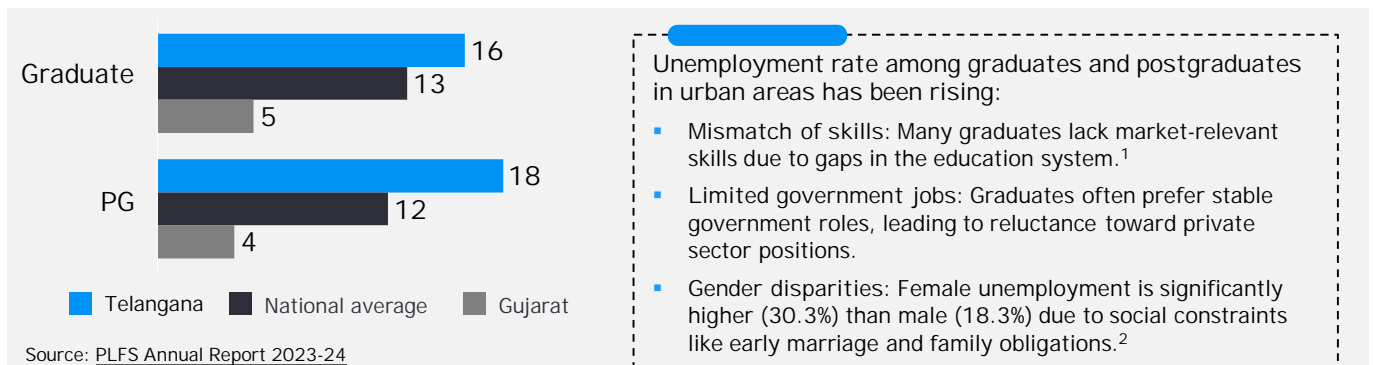 Graduate
16
13
5
PG
18
12
4
Telangana National average Gujarat
Source: PLFS Annual Report 2023-24
Unemployment rate among graduates and postgraduates
in urban areas has been rising:
▪ Mismatch of skills: Many graduates lack market-relevant
skills due to gaps in the education system.¹
▪ Limited government jobs: Graduates often prefer stable
government roles, leading to reluctance toward private
sector positions.
▪ Gender disparities: Female unemployment is significantly
higher (30.3%) than male (18.3%) due to social constraints
like early marriage and family obligations.²